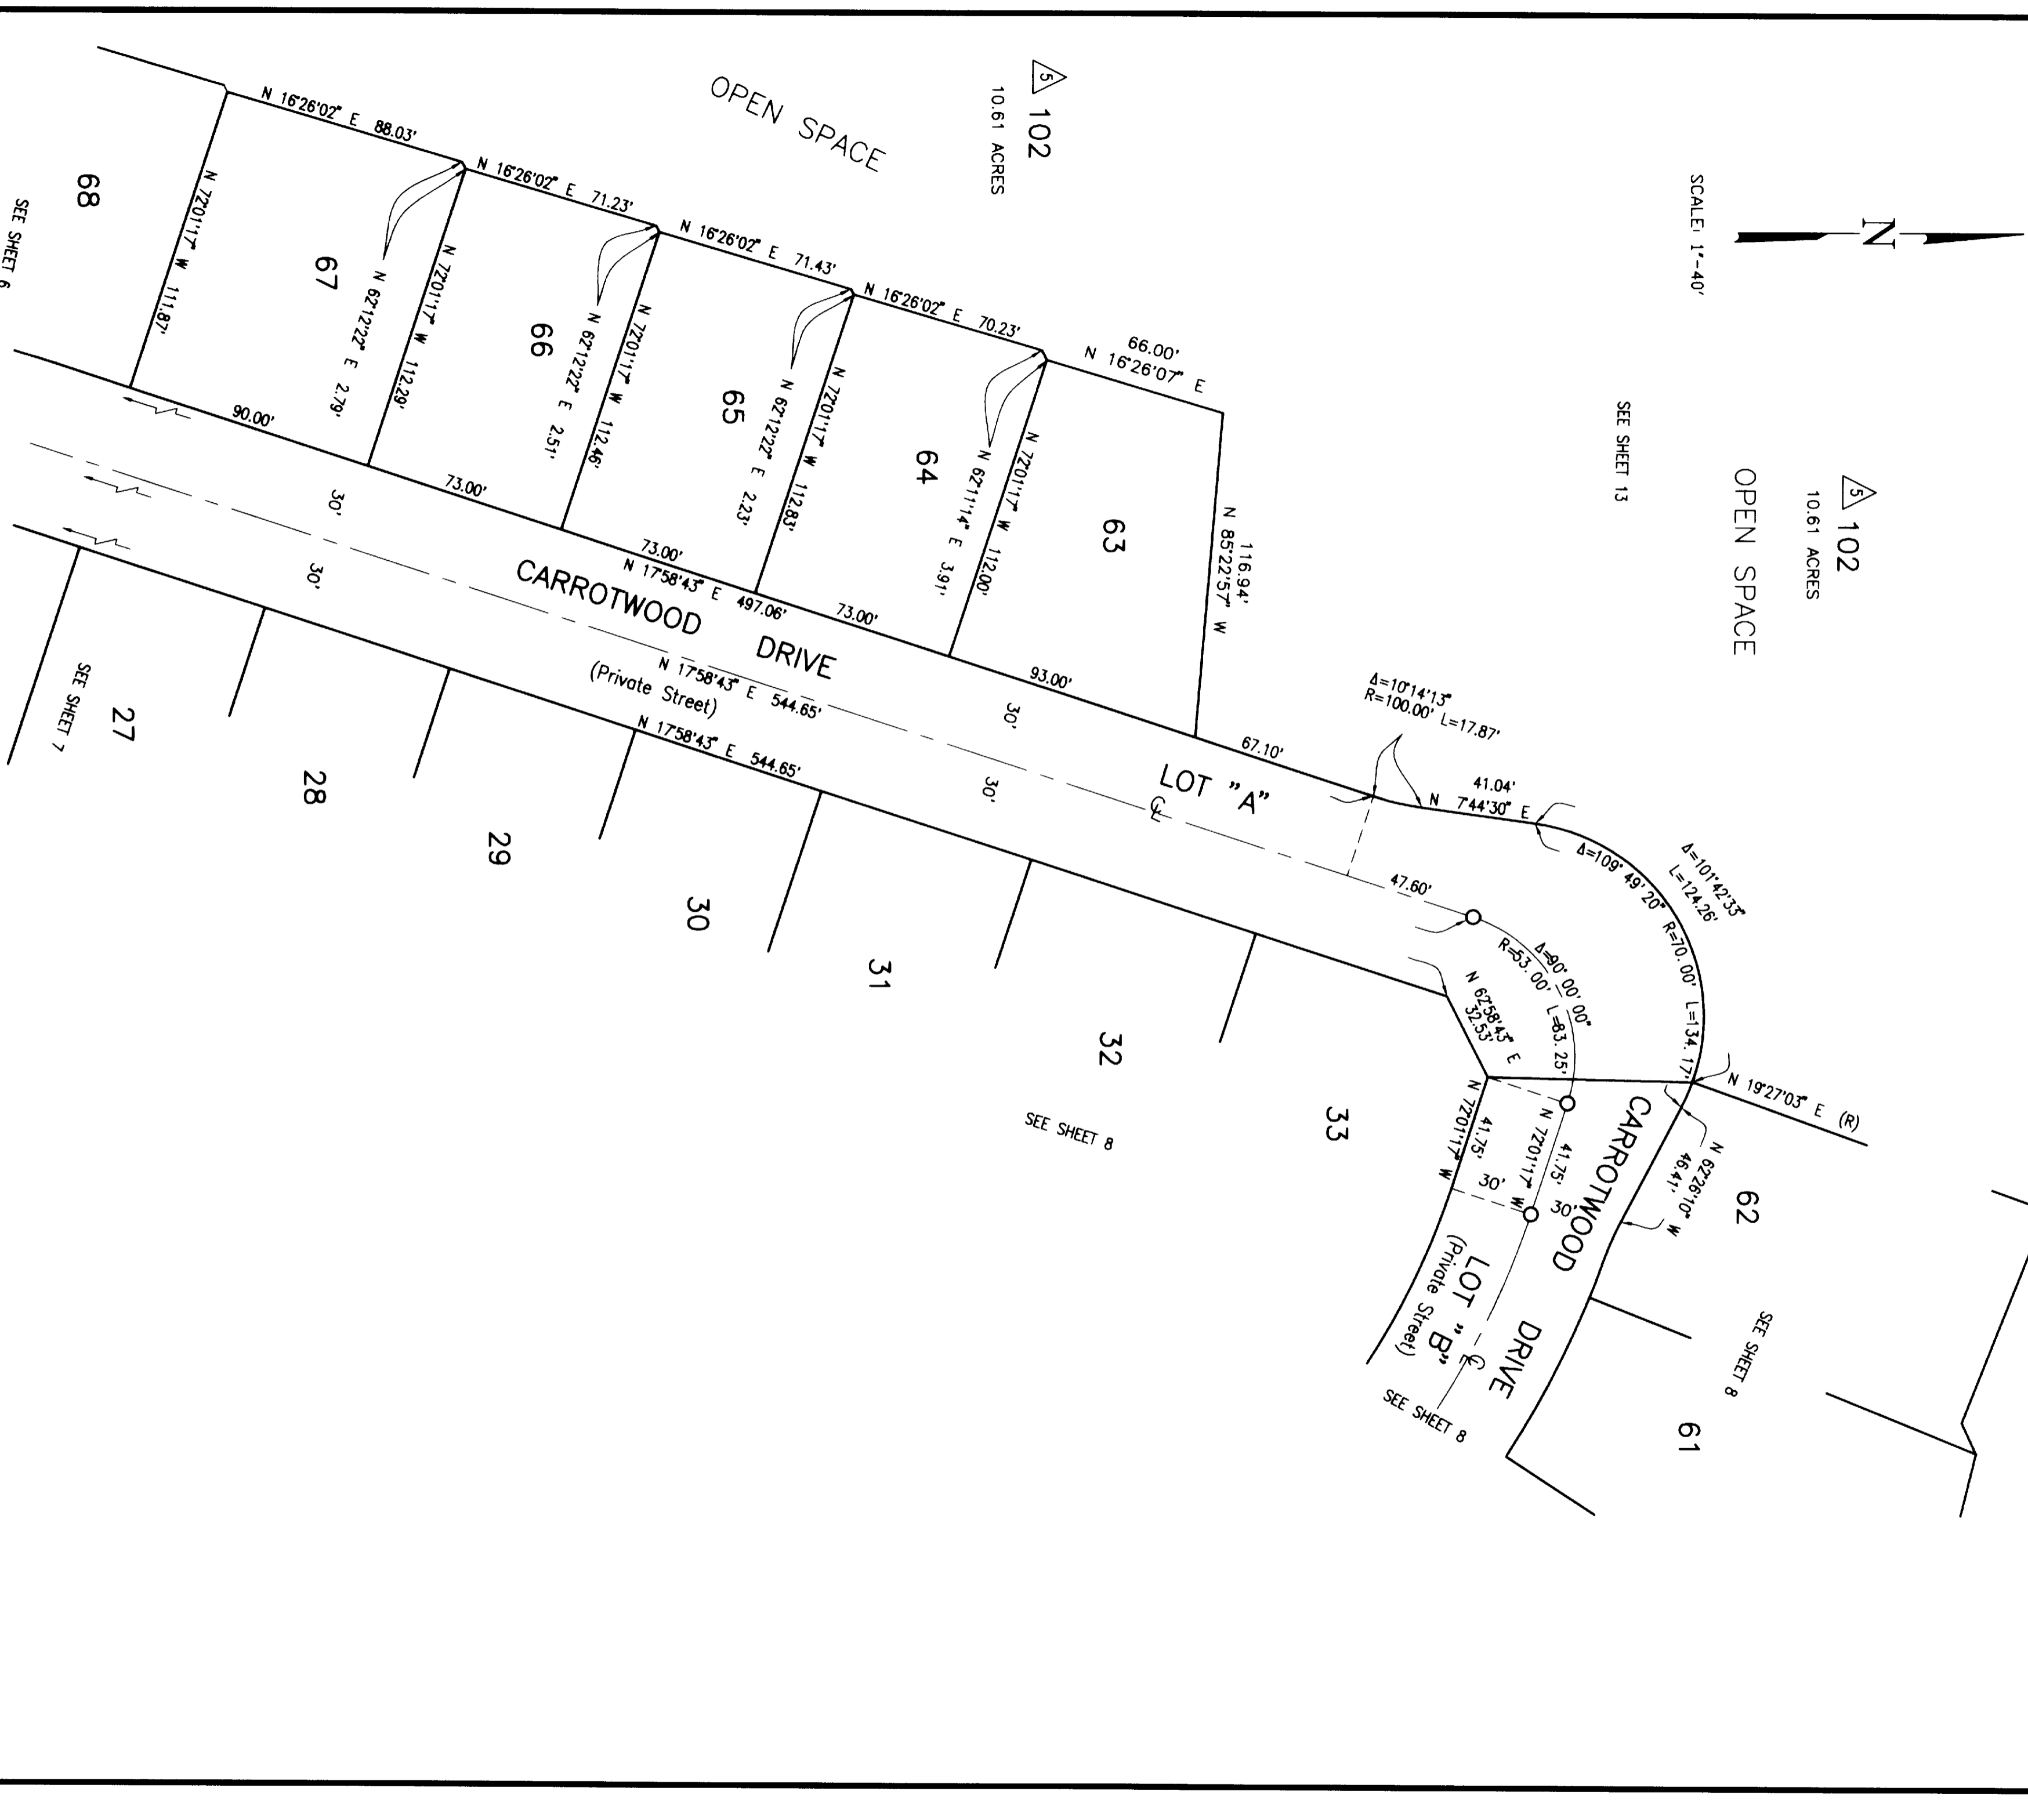 SCALE: 1"-40'
N
5
102
10.61 ACRES
OPEN SPACE
5
102
10.61 ACRES
OPEN SPACE
SEE SHEET 13
N 16°26'02" E 88.03'
N 16°26'02" E 71.23'
N 16°26'02" E 71.43'
N 16°26'02" E 70.23'
66.00'
N 16°26'07" E
116.94'
N 85°22'57" W
68
SEE SHEET 6
N 72°01'17" W 111.87'
67
N 62°12'22" E 2.79'
N 72°01'17" W 112.29'
66
N 62°12'22" E 2.51'
N 72°01'17" W 112.46'
65
N 62°12'22" E 2.23'
N 72°01'17" W 112.83'
64
N 62°11'14" E 3.91'
N 72°01'17" W 112.00'
63
90.00'
73.00'
73.00'
N 17°58'43" E 497.06'
73.00'
93.00'
67.10'
Δ=10°14'13"
R=100.00' L=17.87'
41.04'
N 7°44'30" E
Δ=101°42'33"
L=124.26'
Δ=109° 49' 20" R=70.00' L=134.17'
N 19°27'03" E (R)
30'
30'
CARROTWOOD DRIVE
N 17°58'43" E 544.65'
(Private Street)
N 17°58'43" E 544.65'
30'
30'
LOT "A"
℄
47.60'
Δ=90° 00' 00"
R=53.00' L=83.25'
N 62°58'43" E
32.53'
N 72°01'17" W
41.75'
41.75'
N 72°01'17" W
30'
30'
N 62°26'10" W
46.41'
CARROTWOOD DRIVE
LOT "B"
(Private Street)
℄
SEE SHEET 8
62
SEE SHEET 8
61
SEE SHEET 7
27
28
29
30
31
32
33
SEE SHEET 8